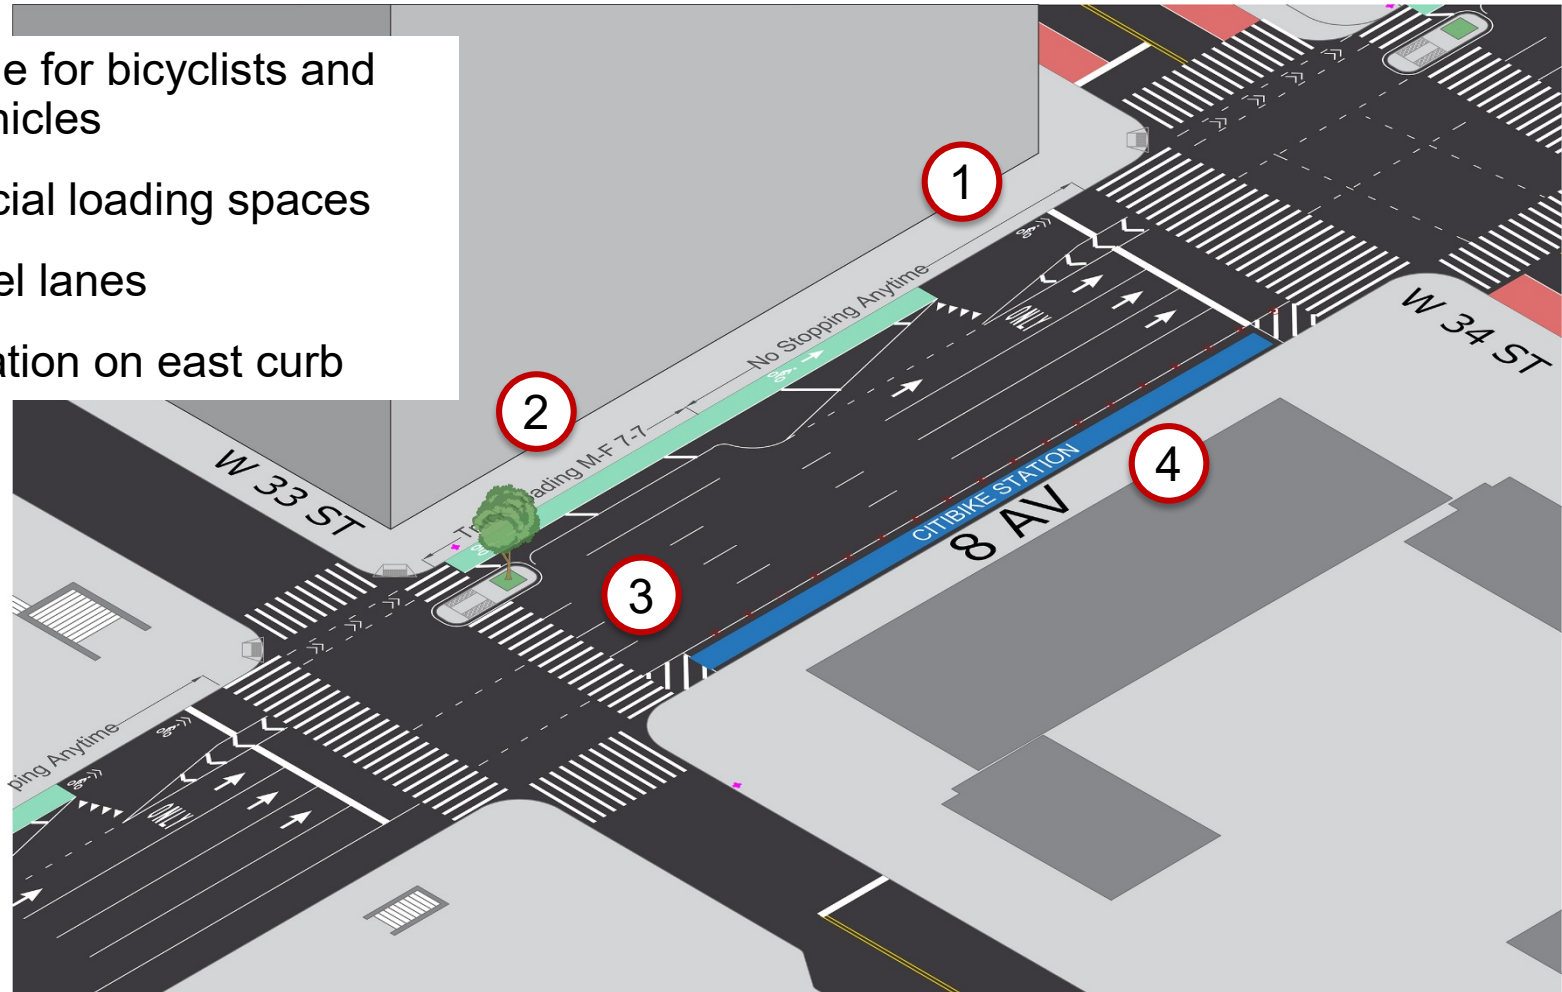 e for bicyclists and
hicles
cial loading spaces
el lanes
ation on east curb
1
No Stopping Anytime
ONLY
W 34 ST
2
ading M-F 7-7
4
CITIBIKE STATION
8 AV
W 33 ST
3
ping Anytime
ONLY